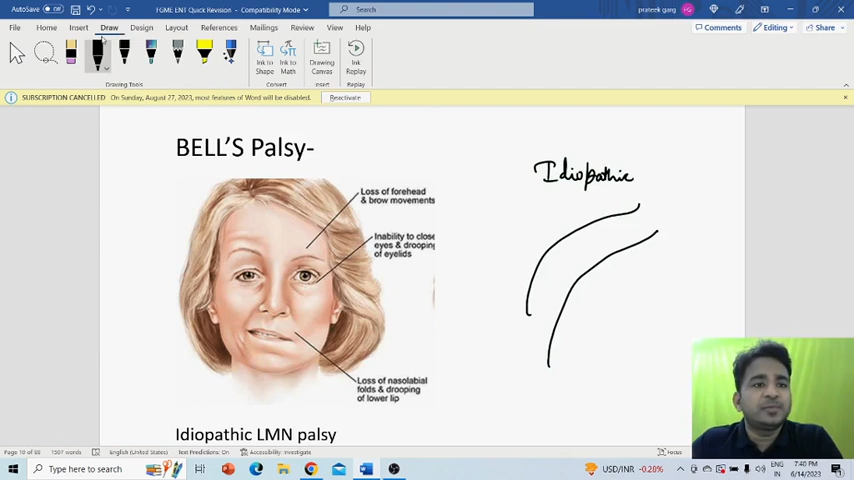 AutoSave Off
FGME ENT Quick Revision - Compatibility Mode
Search
prateek garg
PG
File Home Insert Draw Design Layout References Mailings Review View Help
Comments Editing Share
Ink to Shape
Ink to Math
Drawing Canvas
Ink Replay
Drawing Tools Convert Insert Replay
SUBSCRIPTION CANCELLED On Sunday, August 27, 2023, most features of Word will be disabled. Reactivate
BELL'S Palsy-
Idiopathic
Loss of forehead
& brow movements
Inability to close
eyes & drooping
of eyelids
Loss of nasolabial
folds & drooping
of lower lip
Idiopathic LMN palsy
Page 10 of 88 1507 words English (United States) Text Predictions: On Accessibility: Investigate Focus
Type here to search
USD/INR -0.28%
ENG
IN
7:40 PM
6/14/2023